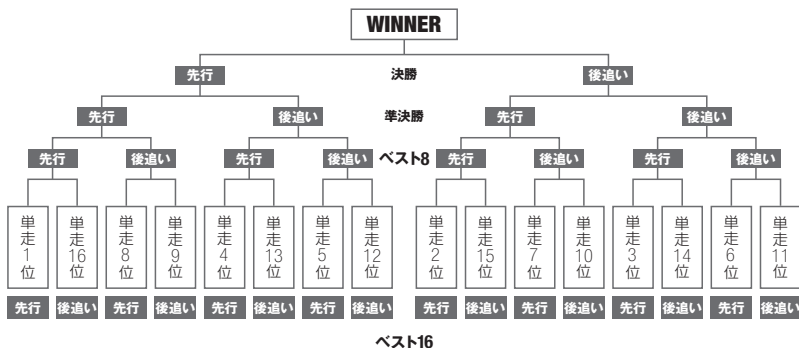 WINNER
先行 決勝 後追い
先行 後追い 準決勝 先行 後追い
先行 後追い 先行 後追い ベスト8 先行 後追い 先行 後追い
単走1位 単走16位 単走8位 単走9位 単走4位 単走13位 単走5位 単走12位 単走2位 単走15位 単走7位 単走10位 単走3位 単走14位 単走6位 単走11位
先行 後追い 先行 後追い 先行 後追い 先行 後追い 先行 後追い 先行 後追い 先行 後追い 先行 後追い
ベスト16